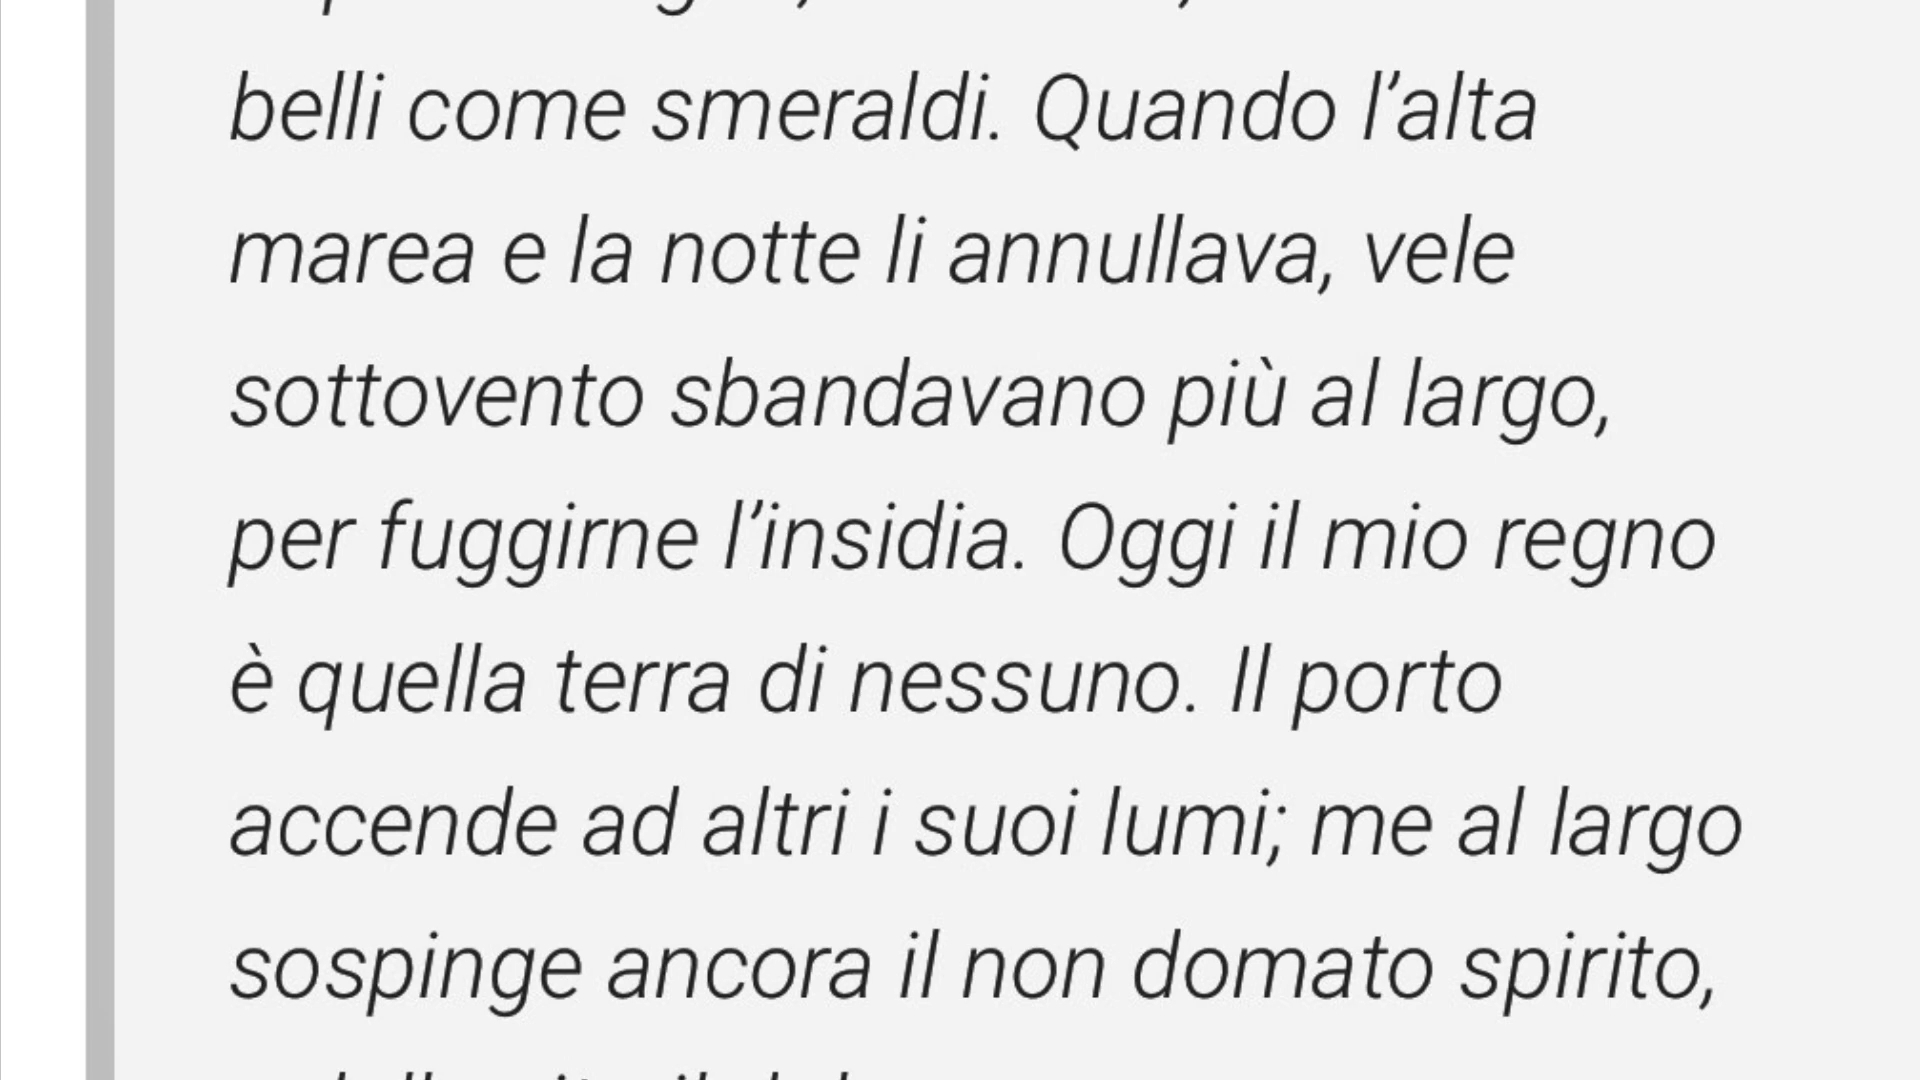 belli come smeraldi. Quando l’alta
marea e la notte li annullava, vele
sottovento sbandavano più al largo,
per fuggirne l’insidia. Oggi il mio regno
è quella terra di nessuno. Il porto
accende ad altri i suoi lumi; me al largo
sospinge ancora il non domato spirito,